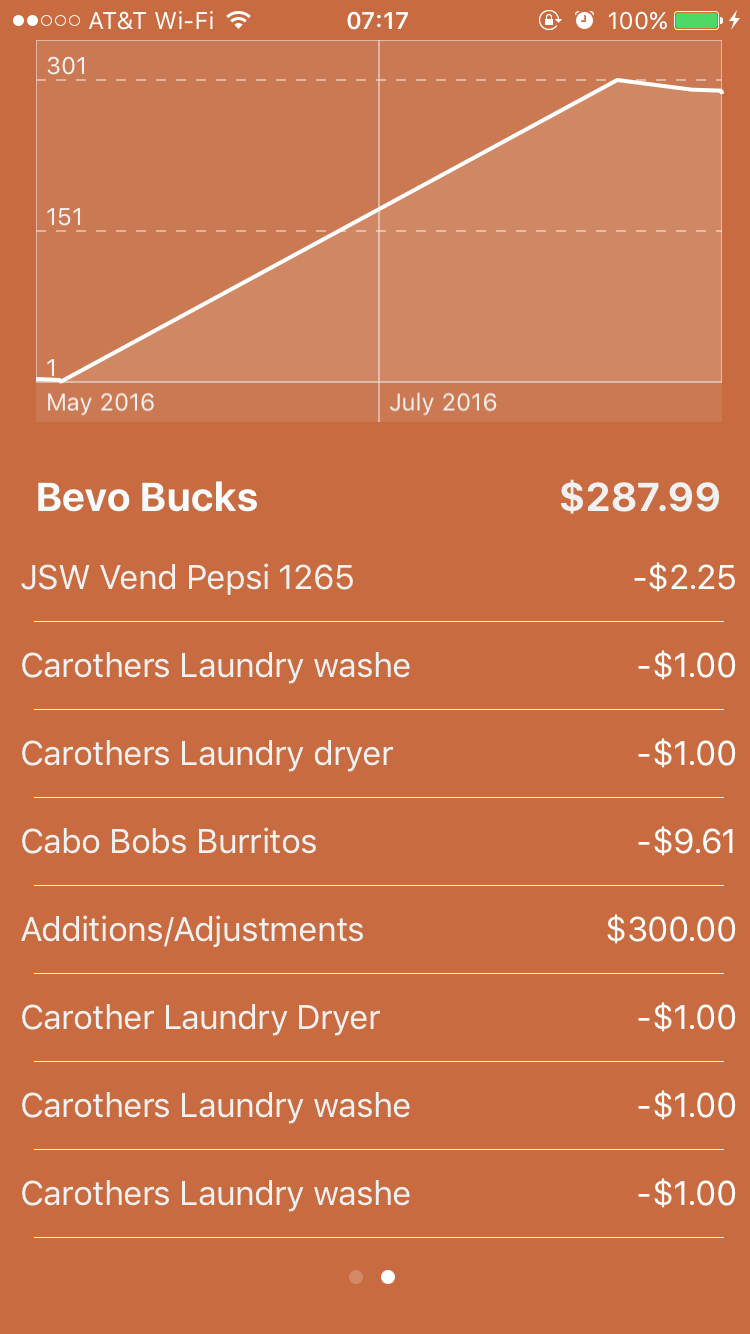 AT&T Wi-Fi 07:17 100%
301
151
1
May 2016 July 2016
Bevo Bucks $287.99
JSW Vend Pepsi 1265 -$2.25
Carothers Laundry washe -$1.00
Carothers Laundry dryer -$1.00
Cabo Bobs Burritos -$9.61
Additions/Adjustments $300.00
Carother Laundry Dryer -$1.00
Carothers Laundry washe -$1.00
Carothers Laundry washe -$1.00